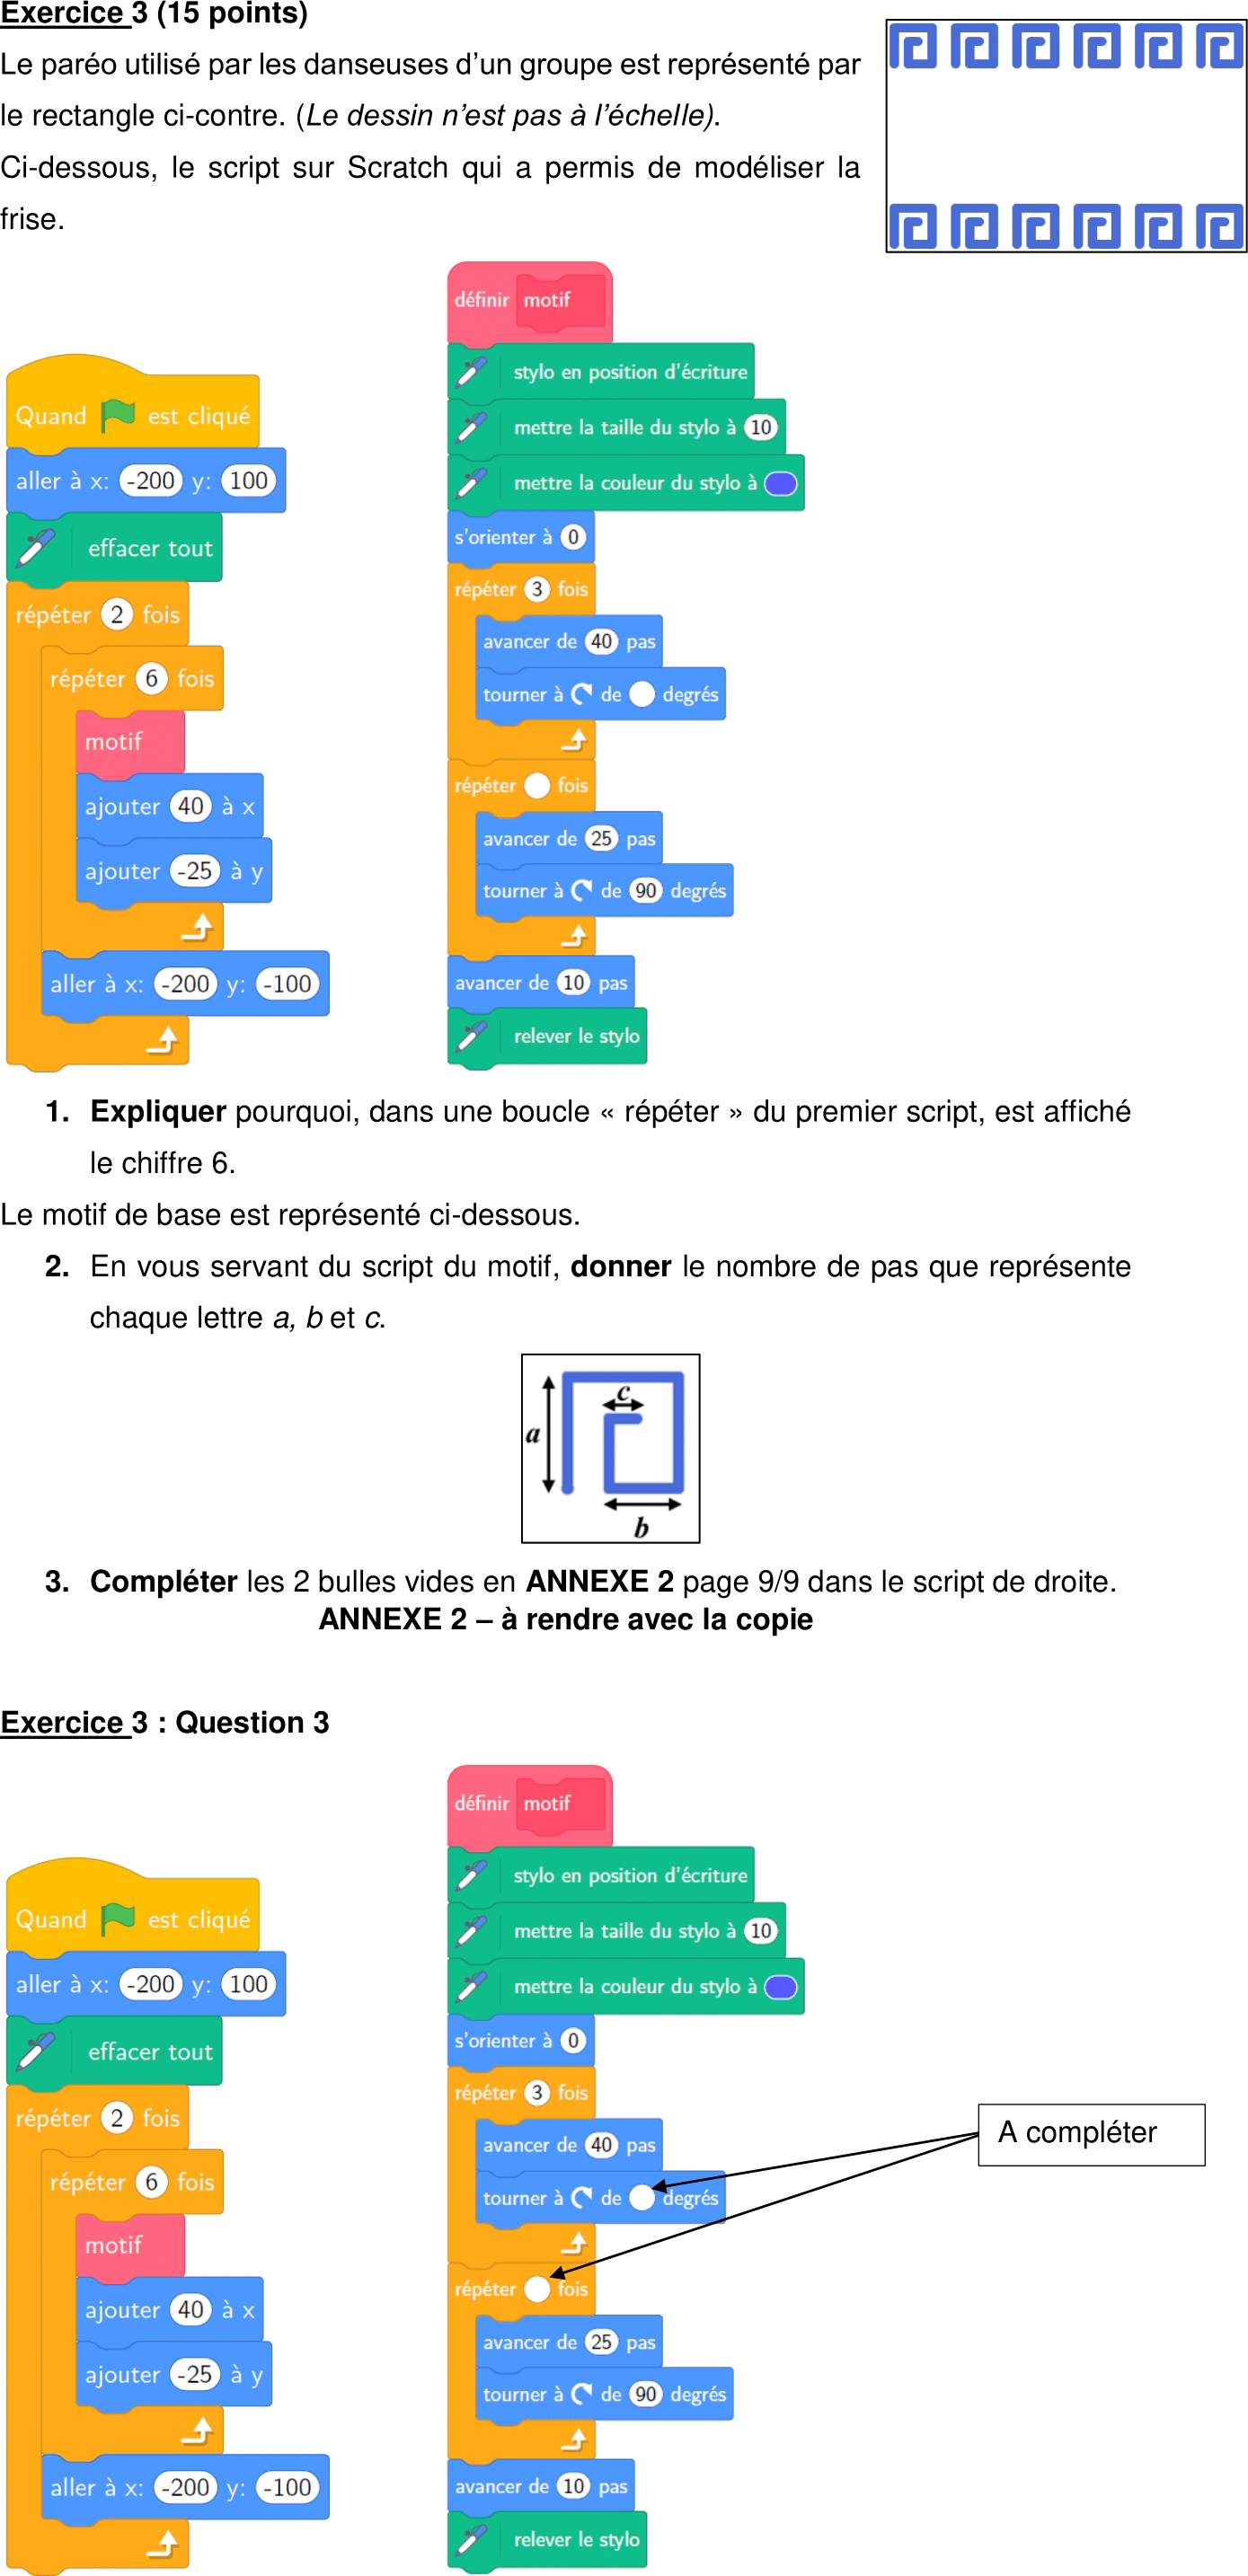 Exercice 3 (15 points)
Le paréo utilisé par les danseuses d’un groupe est représenté par
le rectangle ci-contre. (Le dessin n’est pas à l’échelle).
Ci-dessous, le script sur Scratch qui a permis de modéliser la
frise.
Quand est cliqué
aller à x: -200 y: 100
effacer tout
répéter 2 fois
répéter 6 fois
motif
ajouter 40 à x
ajouter -25 à y
aller à x: -200 y: -100
définir motif
stylo en position d'écriture
mettre la taille du stylo à 10
mettre la couleur du stylo à
s'orienter à 0
répéter 3 fois
avancer de 40 pas
tourner à de degrés
répéter fois
avancer de 25 pas
tourner à de 90 degrés
avancer de 10 pas
relever le stylo
1. Expliquer pourquoi, dans une boucle « répéter » du premier script, est affiché
le chiffre 6.
Le motif de base est représenté ci-dessous.
2. En vous servant du script du motif, donner le nombre de pas que représente
chaque lettre a, b et c.
c
a
b
3. Compléter les 2 bulles vides en ANNEXE 2 page 9/9 dans le script de droite.
ANNEXE 2 – à rendre avec la copie
Exercice 3 : Question 3
Quand est cliqué
aller à x: -200 y: 100
effacer tout
répéter 2 fois
répéter 6 fois
motif
ajouter 40 à x
ajouter -25 à y
aller à x: -200 y: -100
définir motif
stylo en position d'écriture
mettre la taille du stylo à 10
mettre la couleur du stylo à
s'orienter à 0
répéter 3 fois
avancer de 40 pas
tourner à de degrés
répéter fois
avancer de 25 pas
tourner à de 90 degrés
avancer de 10 pas
relever le stylo
A compléter